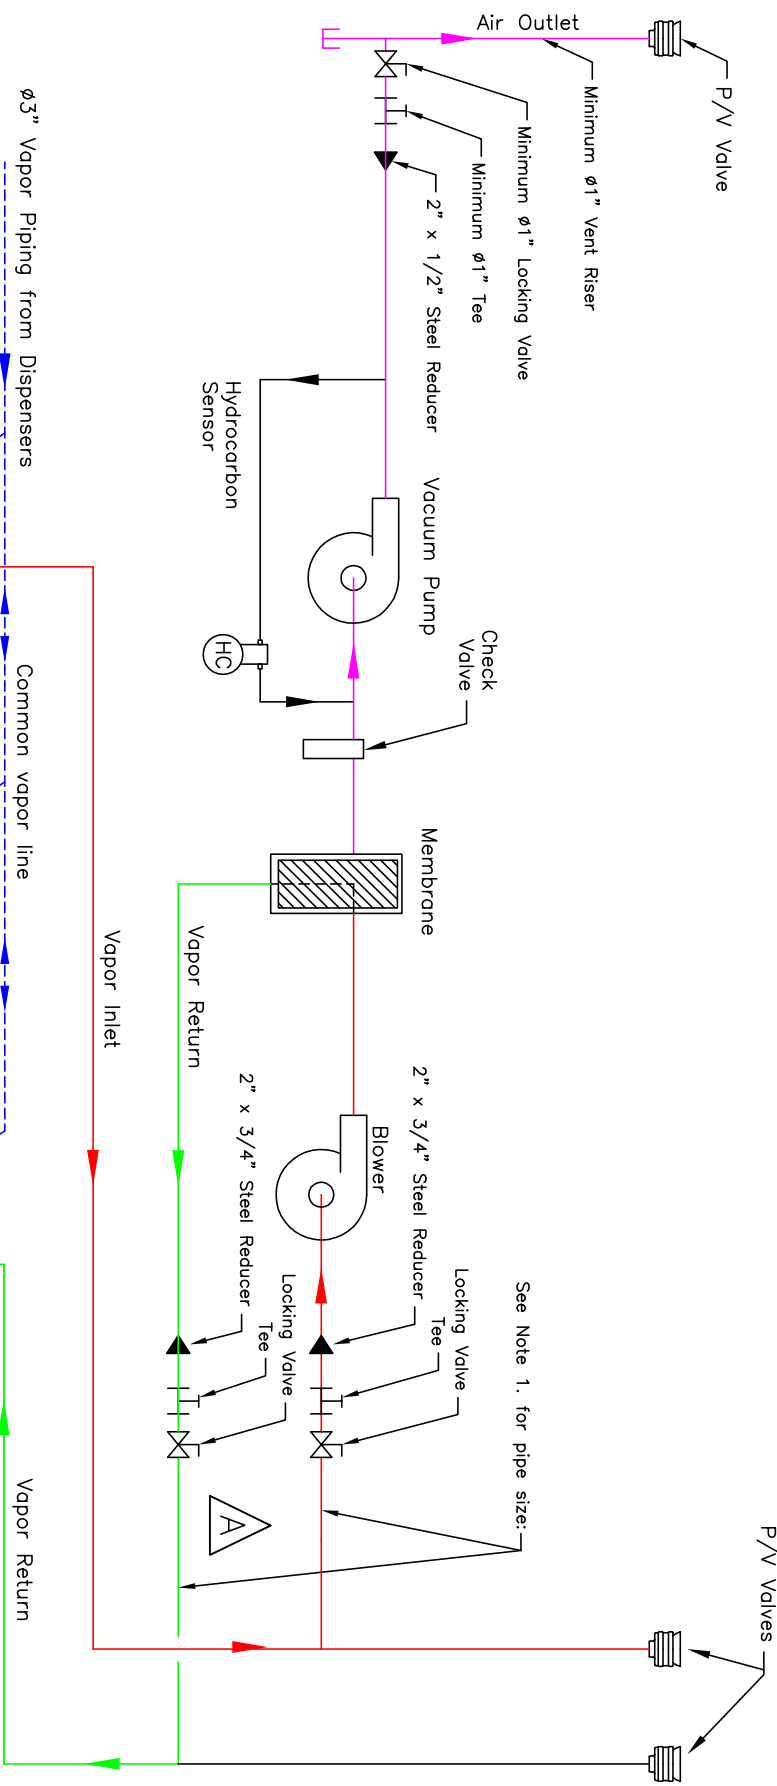 Air Outlet
P/V Valve
Minimum ø1" Vent Riser
Minimum ø1" Locking Valve
Minimum ø1" Tee
2" x 1/2" Steel Reducer
Vacuum Pump
Hydrocarbon
Sensor
HC
Check
Valve
Membrane
Blower
2" x 3/4" Steel Reducer
Tee
Locking Valve
See Note 1. for pipe size:
P/V Valves
Vapor Return
2" x 3/4" Steel Reducer
Tee
Locking Valve
A
Vapor Inlet
ø3" Vapor Piping from Dispensers
Common vapor line
Vapor Return